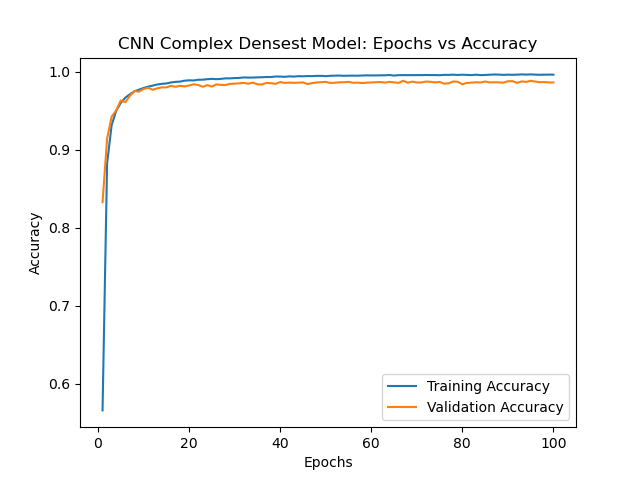 CNN Complex Densest Model: Epochs vs Accuracy
1.0
0.9
0.8
0.7
0.6
Accuracy
Training Accuracy
Validation Accuracy
0 20 40 60 80 100
Epochs